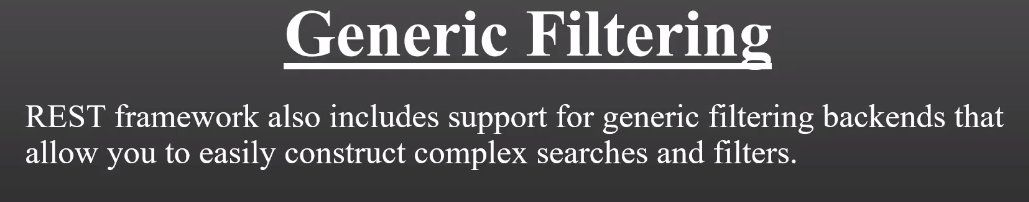 Generic Filtering
REST framework also includes support for generic filtering backends that
allow you to easily construct complex searches and filters.